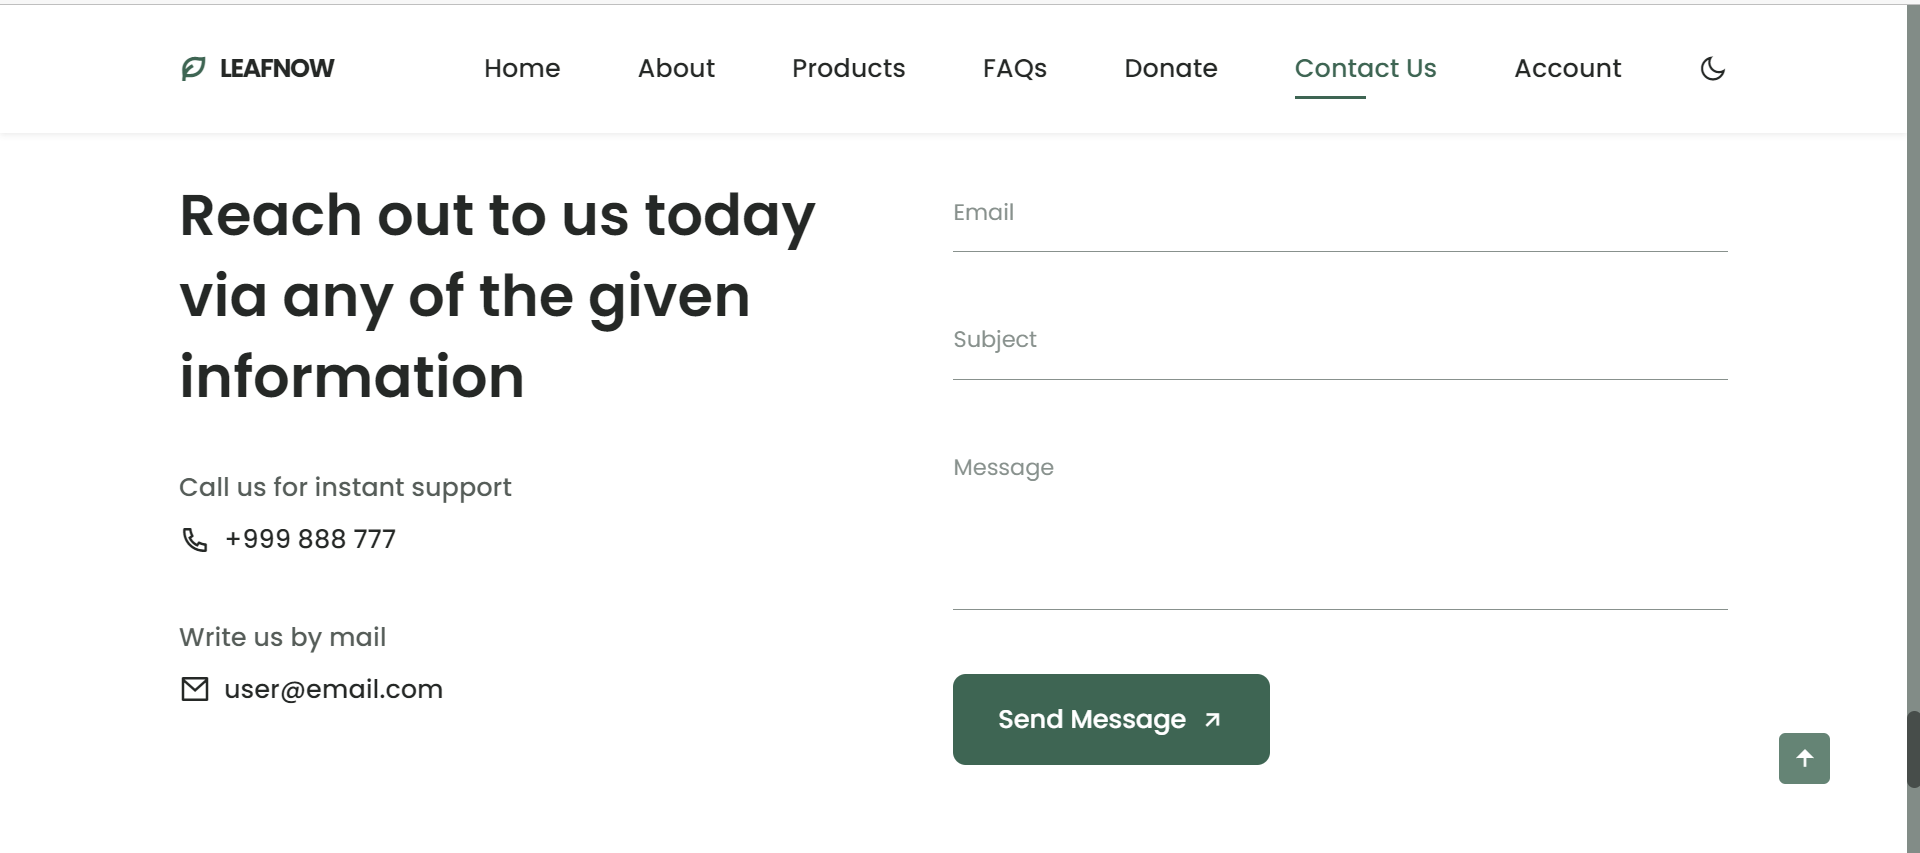 LEAFNOW
Home
About
Products
FAQs
Donate
Contact Us
Account
Reach out to us today
via any of the given
information
Call us for instant support
+999 888 777
Write us by mail
user@email.com
Email
Subject
Message
Send Message